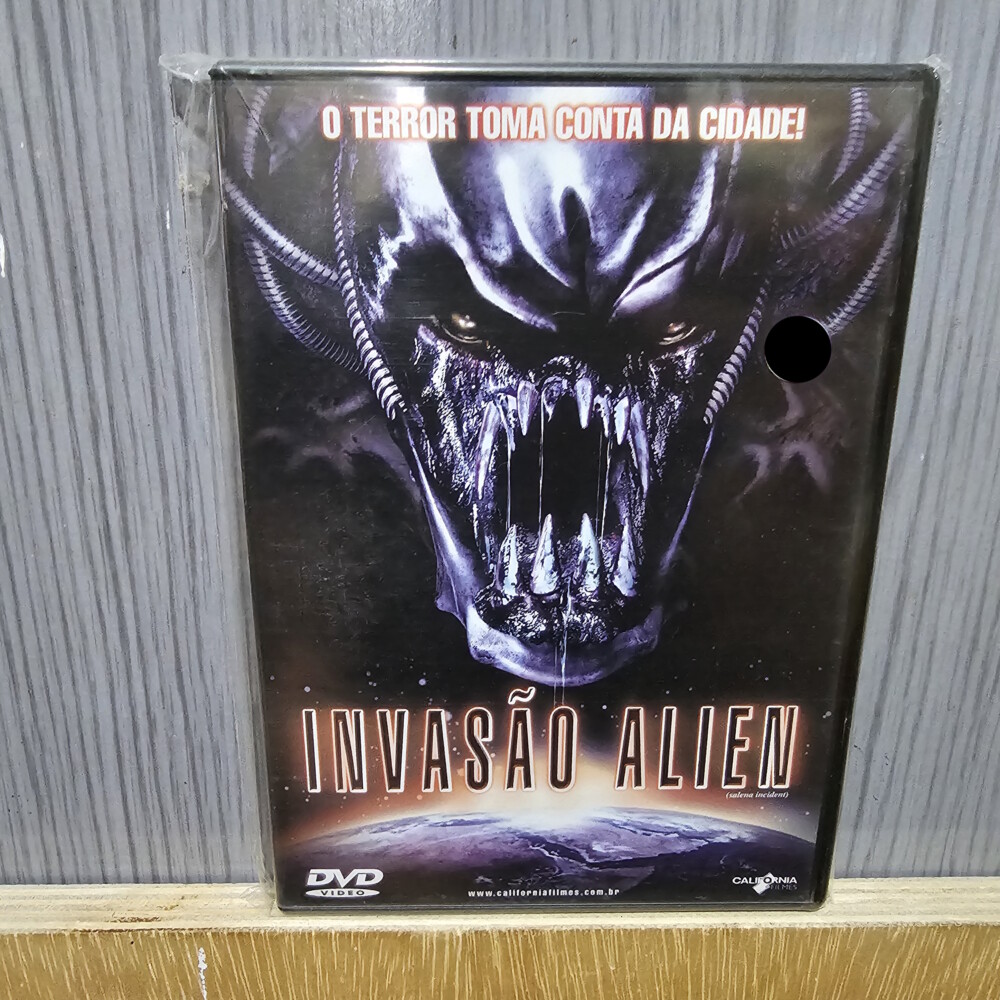 O TERROR TOMA CONTA DA CIDADE!
INVASÃO ALIEN
(salena incident)
DVD
VIDEO
www.californiafilmes.com.br
CALIFORNIA
FILMES